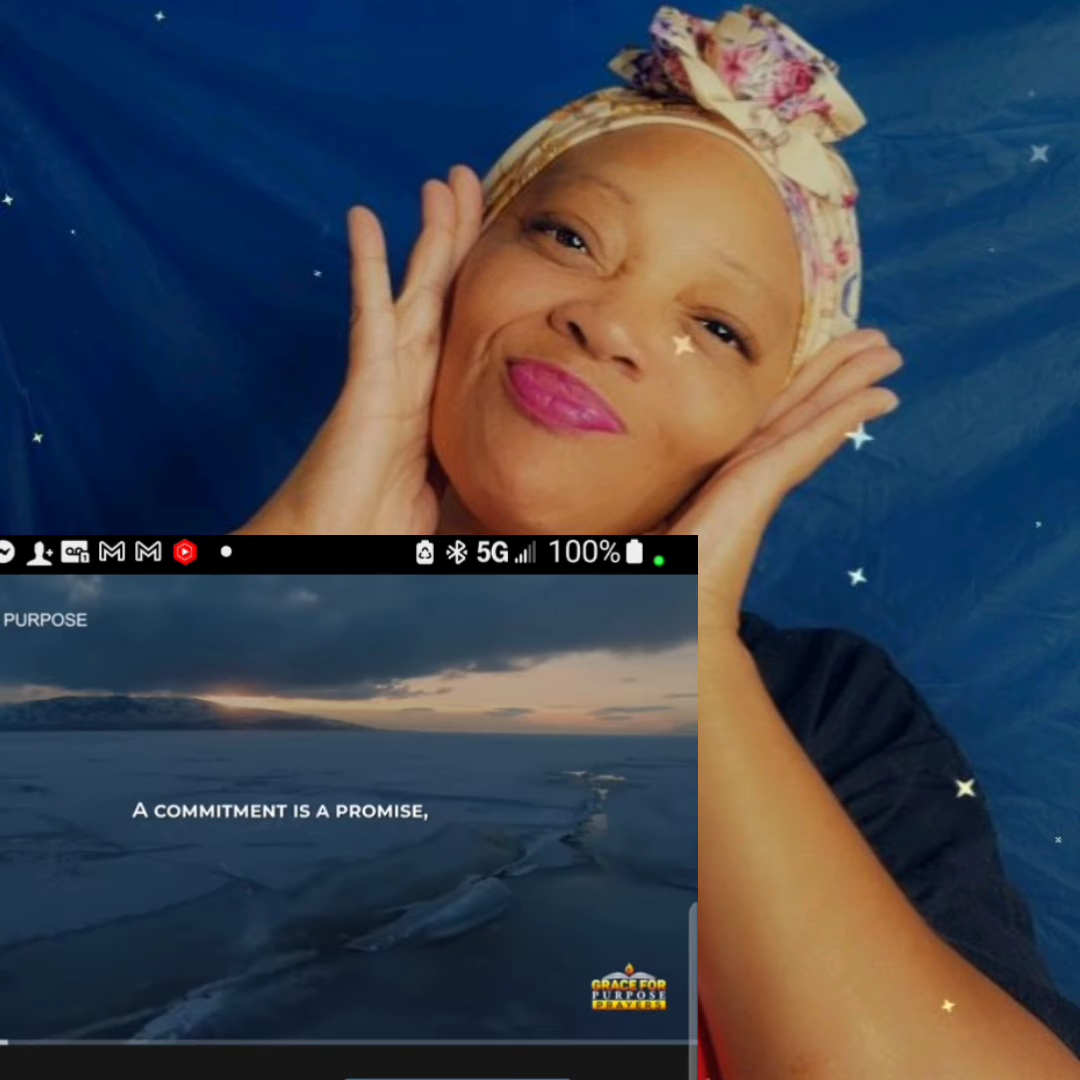 5G 100%
PURPOSE
A COMMITMENT IS A PROMISE,
GRACE FOR
PURPOSE
PRAYERS